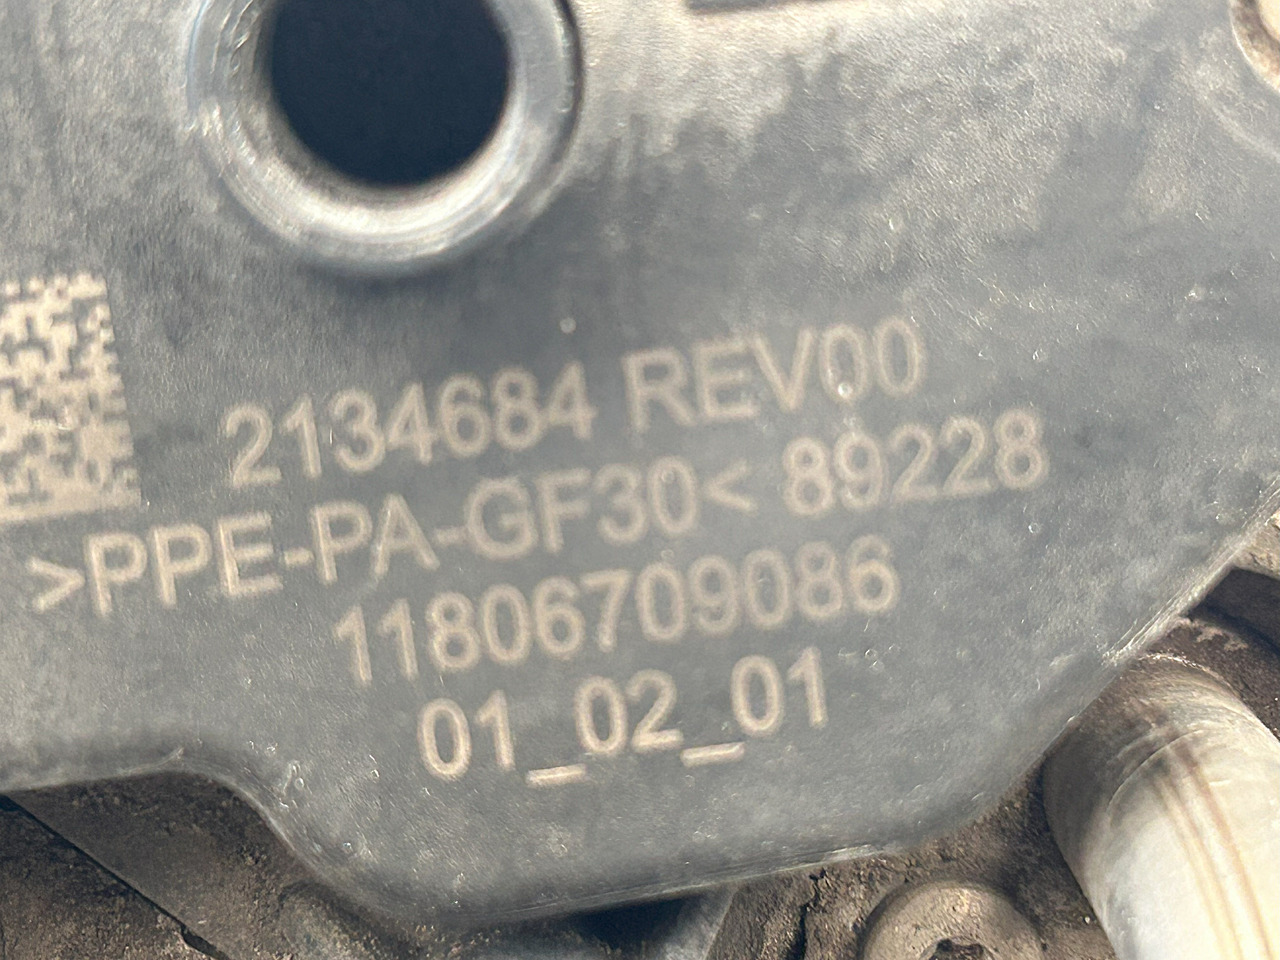 2134684 REV00
>PPE-PA-GF30< 89228
11806709086
01_02_01